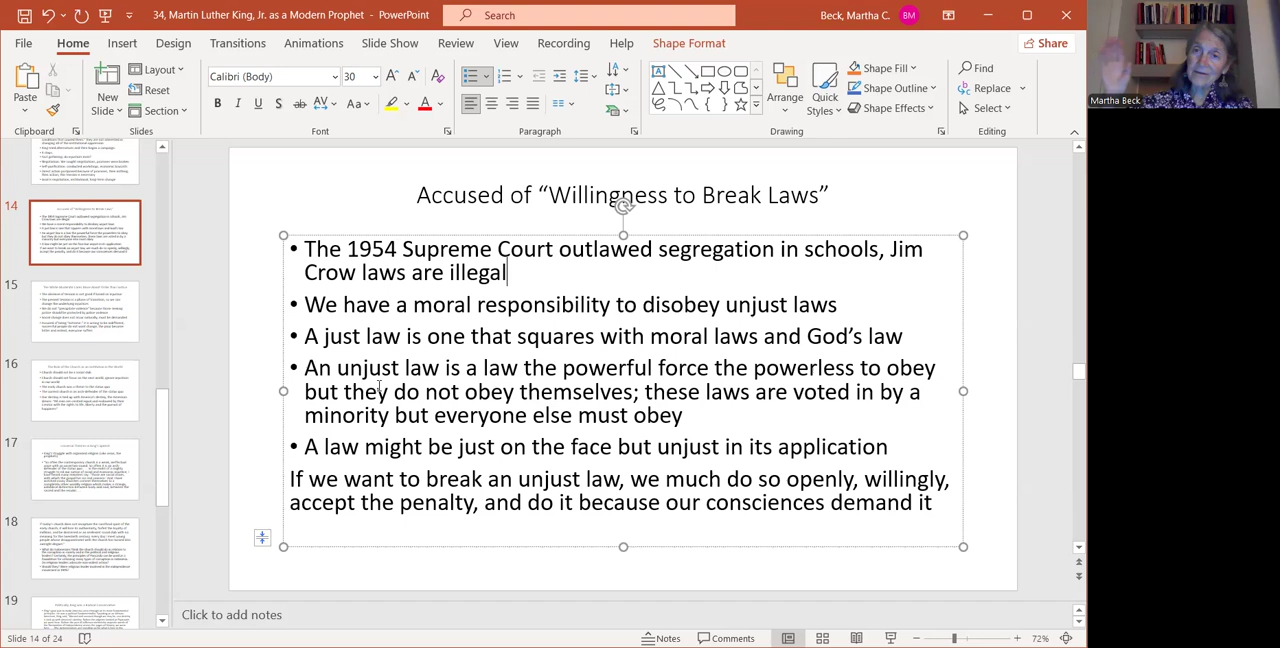 34, Martin Luther King, Jr. as a Modern Prophet - PowerPoint
Search
Beck, Martha C.
BM
File Home Insert Design Transitions Animations Slide Show Review View Recording Help Shape Format
Share
Paste
New
Slide
Layout
Reset
Section
Calibri (Body)
30
A A A
B I U S ab AV Aa A
Arrange
Quick
Styles
Shape Fill
Shape Outline
Shape Effects
Find
Replace
Select
Clipboard
Slides
Font
Paragraph
Drawing
Editing
Martha Beck
14
15
16
17
18
19
Accused of “Willingness to Break Laws”
• The 1954 Supreme Court outlawed segregation in schools, Jim
Crow laws are illegal
• We have a moral responsibility to disobey unjust laws
• A just law is one that squares with moral laws and God’s law
• A unjust law is a law the powerful force the powerless to obey
do not obey themselves; these laws are voted in by a
minority but everyone else must obey
• A law might be just on the face but unjust in its application
If we want to break an unjust law, we much do so openly, willingly,
accept the penalty, and do it because our consciences demand it
Click to add notes
Slide 14 of 24
Notes
Comments
72%